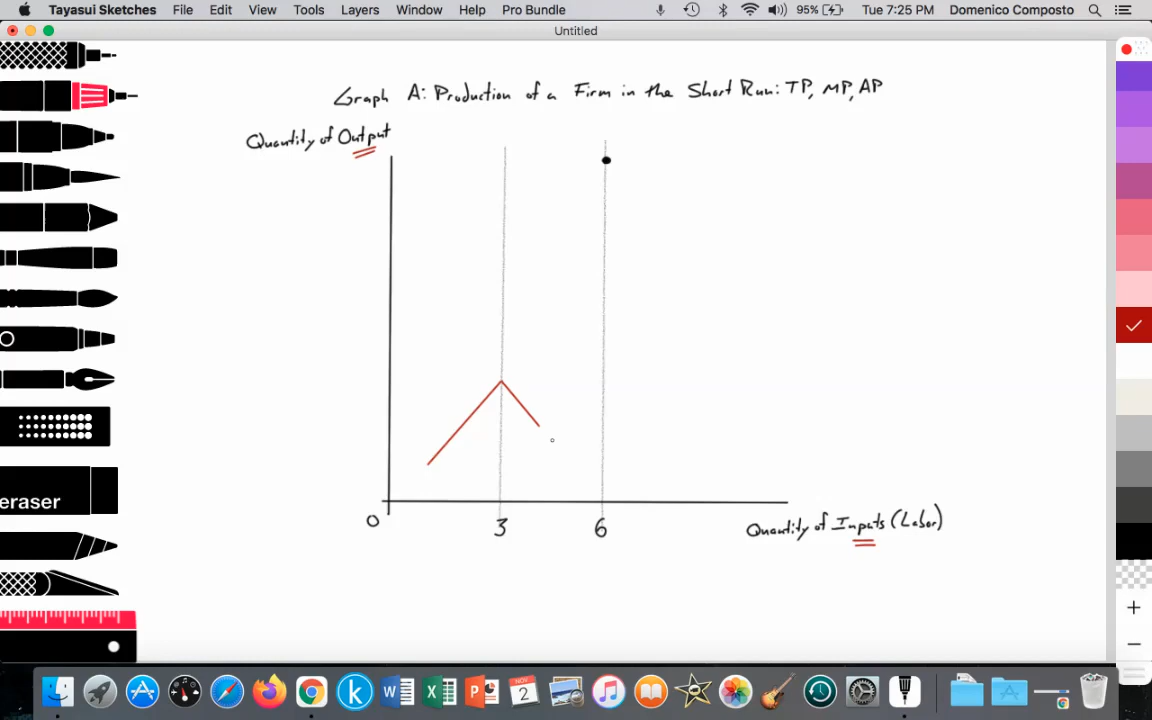 Tayasui Sketches File Edit View Tools Layers Window Help Pro Bundle 95% Tue 7:25 PM Domenico Composto
Untitled
Graph A: Production of a Firm in the Short Run: TP, MP, AP
Quantity of Output
0 3 6
Quantity of Inputs (Labor)
eraser
NOV
2